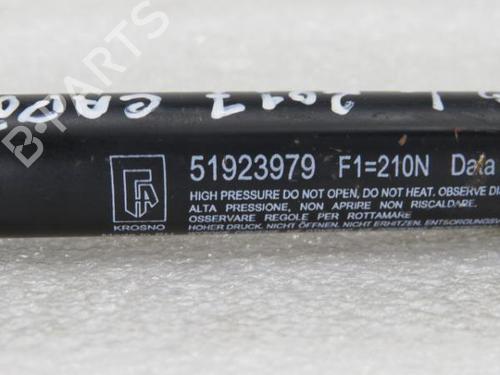 2017
51923979 F1=210N Data
HIGH PRESSURE DO NOT OPEN, DO NOT HEAT. OBSERVE
ALTA PRESSIONE, NON APRIRE NON RISCALDARE.
OSSERVARE REGOLE PER ROTTAMARE
HOHER DRUCK, NICHT ÖFFNEN, NICHT ERHITZEN,
KROSNO
B-PARTS